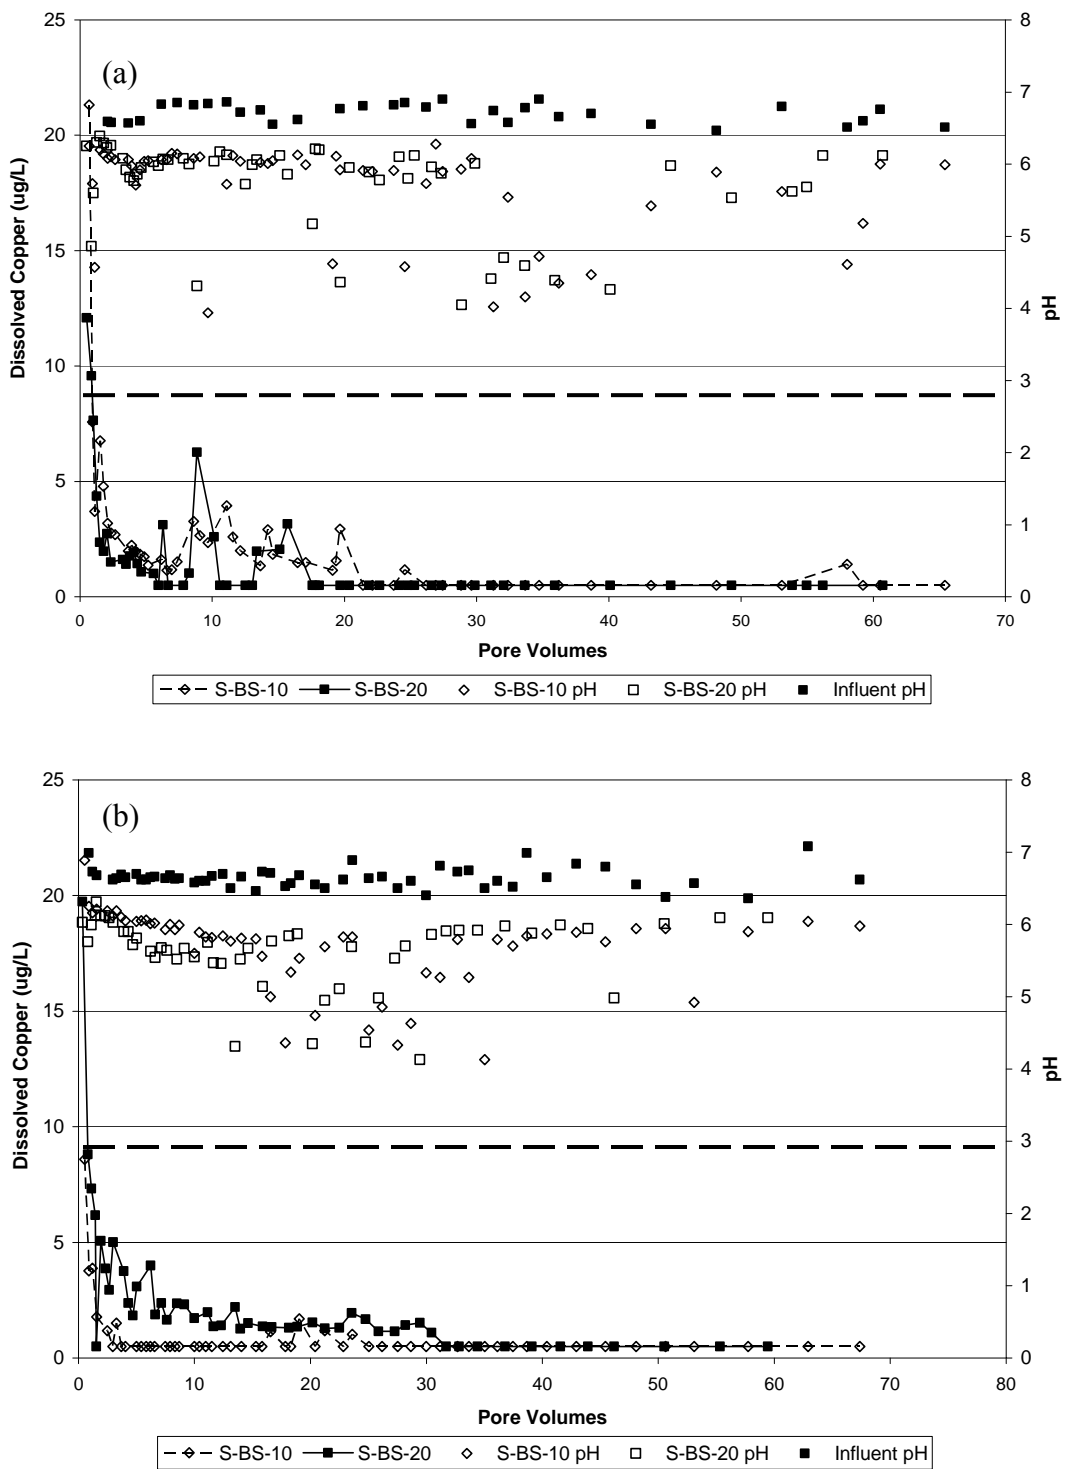 (a)
25
20
15
10
5
0
Dissolved Copper (ug/L)
8
7
6
5
4
3
2
1
0
pH
0 10 20 30 40 50 60 70
Pore Volumes
S-BS-10 S-BS-20 S-BS-10 pH S-BS-20 pH Influent pH
(b)
25
20
15
10
5
0
Dissolved Copper (ug/L)
8
7
6
5
4
3
2
1
0
pH
0 10 20 30 40 50 60 70 80
Pore Volumes
S-BS-10 S-BS-20 S-BS-10 pH S-BS-20 pH Influent pH